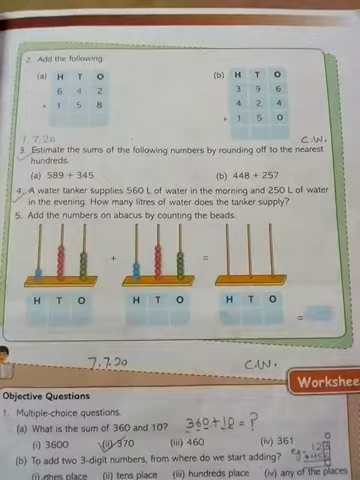 2. Add the following.
(a) H T O (b) H T O
6 4 2 3 9 6
+ 1 5 8 4 2 4
+ 1 5 0
7.7.20 C.W.
3. Estimate the sums of the following numbers by rounding off to the nearest
hundreds.
(a) 589 + 345 (b) 448 + 257
4. A water tanker supplies 560 L of water in the morning and 250 L of water
in the evening. How many litres of water does the tanker supply?
5. Add the numbers on abacus by counting the beads.
+ =
H T O H T O H T O
=
7.7.20 C.W.
Workshee
Objective Questions
1. Multiple-choice questions.
(a) What is the sum of 360 and 10? 360+10 = ?
(i) 3600 (ii) 370 (iii) 460 (iv) 361
(b) To add two 3-digit numbers, from where do we start adding?
(i) ones place (ii) tens place (iii) hundreds place (iv) any of the places